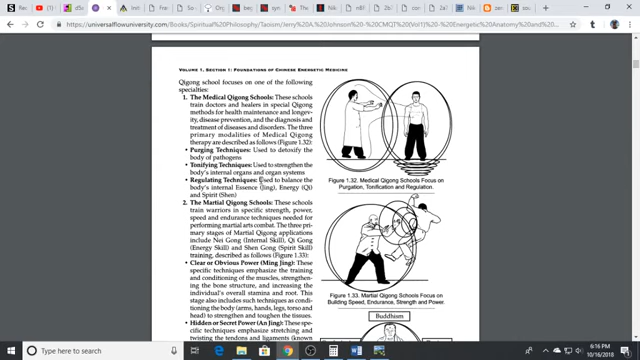 https://universalflowuniversity.com/Books/Spiritual-Philosophy/Taoism/Jerry%20A.
VOLUME 1, SECTION 1: FOUNDATIONS OF CHINESE ENERGETIC MEDICINE
Qigong school focuses on one of the following
specialties:
1. The Medical Qigong Schools: These schools
train doctors and healers in special Qigong
methods for health maintenance and longev-
ity, disease prevention, and the diagnosis and
treatment of diseases and disorders. The three
primary modalities of Medical Qigong
therapy are described as follows (Figure 1.32):
• Purging Techniques: Used to detoxify the
body of pathogens
• Tonifying Techniques: Used to strengthen the
body's internal organs and organ systems
• Regulating Techniques: Used to balance the
body's internal Essence (Jing), Energy (Qi)
and Spirit (Shen)
2. The Martial Qigong Schools: These schools
train warriors in specific strength, power,
speed and endurance techniques needed for
performing martial arts combat. The three pri-
mary stages of Martial Qigong applications
include Nei Gong (Internal Skill), Qi Gong
(Energy Skill) and Shen Gong (Spirit Skill)
training, described as follows (Figure 1.33):
• Clear or Obvious Power (Ming Jing): These
specific techniques emphasize the training
and conditioning of the muscles, strengthen-
ing the bone structure, and increasing the
individual's overall stamina and root. This
stage also includes such techniques as condi-
tioning the body (arms, hands, legs, torso and
head) to strengthen and toughen the tissues.
• Hidden or Secret Power (An Jing): These spe-
cific techniques emphasize stretching and
twisting the tendons and ligaments (known
Figure 1.32. Medical Qigong Schools Focus on
Purgation, Tonification and Regulation.
Figure 1.33. Martial Qigong Schools Focus on
Building Speed, Endurance, Strength and Power.
Buddhism
Type here to search
6:16 PM
10/16/2018